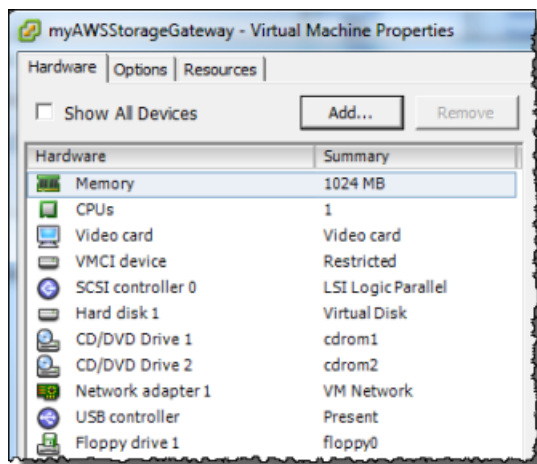 myAWSStorageGateway - Virtual Machine Properties
Hardware Options Resources
Show All Devices Add... Remove
Hardware Summary
Memory 1024 MB
CPUs 1
Video card Video card
VMCI device Restricted
SCSI controller 0 LSI Logic Parallel
Hard disk 1 Virtual Disk
CD/DVD Drive 1 cdrom1
CD/DVD Drive 2 cdrom2
Network adapter 1 VM Network
USB controller Present
Floppy drive 1 floppy0